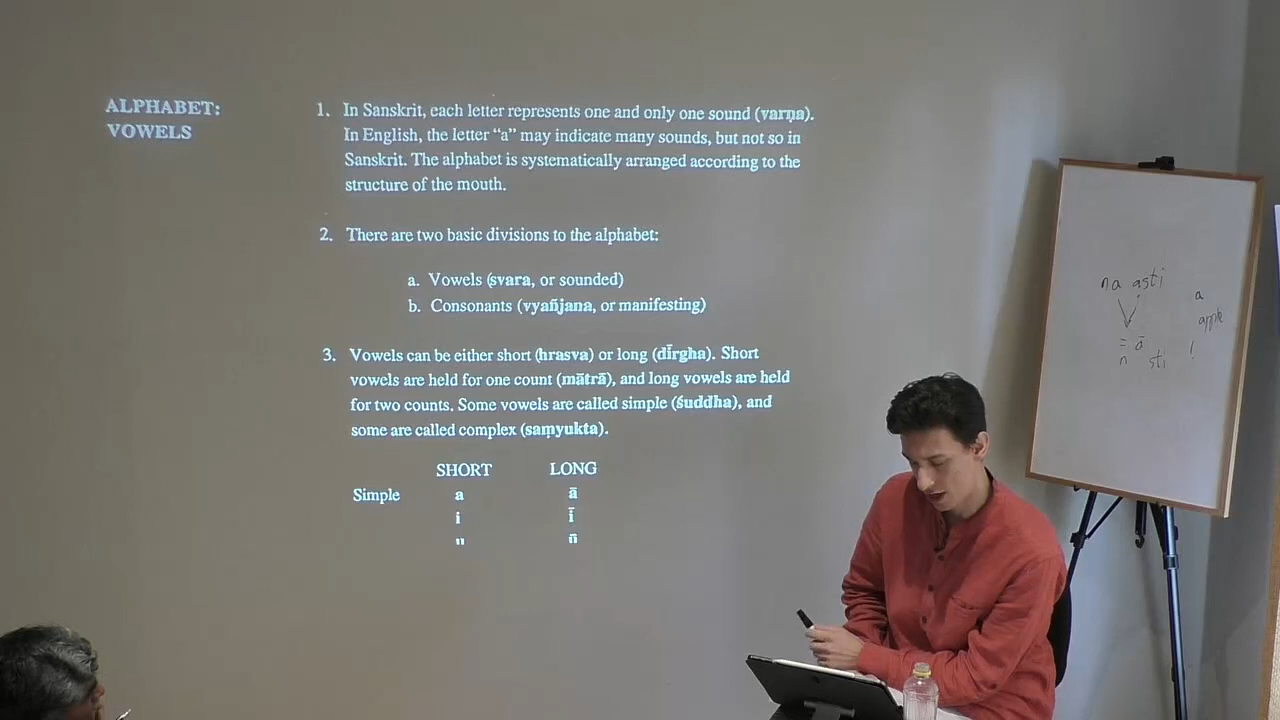 ALPHABET:
VOWELS
1. In Sanskrit, each letter represents one and only one sound (varṇa).
In English, the letter “a” may indicate many sounds, but not so in
Sanskrit. The alphabet is systematically arranged according to the
structure of the mouth.
2. There are two basic divisions to the alphabet:
a. Vowels (svara, or sounded)
b. Consonants (vyañjana, or manifesting)
3. Vowels can be either short (hrasva) or long (dīrgha). Short
vowels are held for one count (mātrā), and long vowels are held
for two counts. Some vowels are called simple (śuddha), and
some are called complex (saṃyukta).
SHORT LONG
Simple a ā
i ī
u ū
na asti
a
apple
= ā
n sti
!